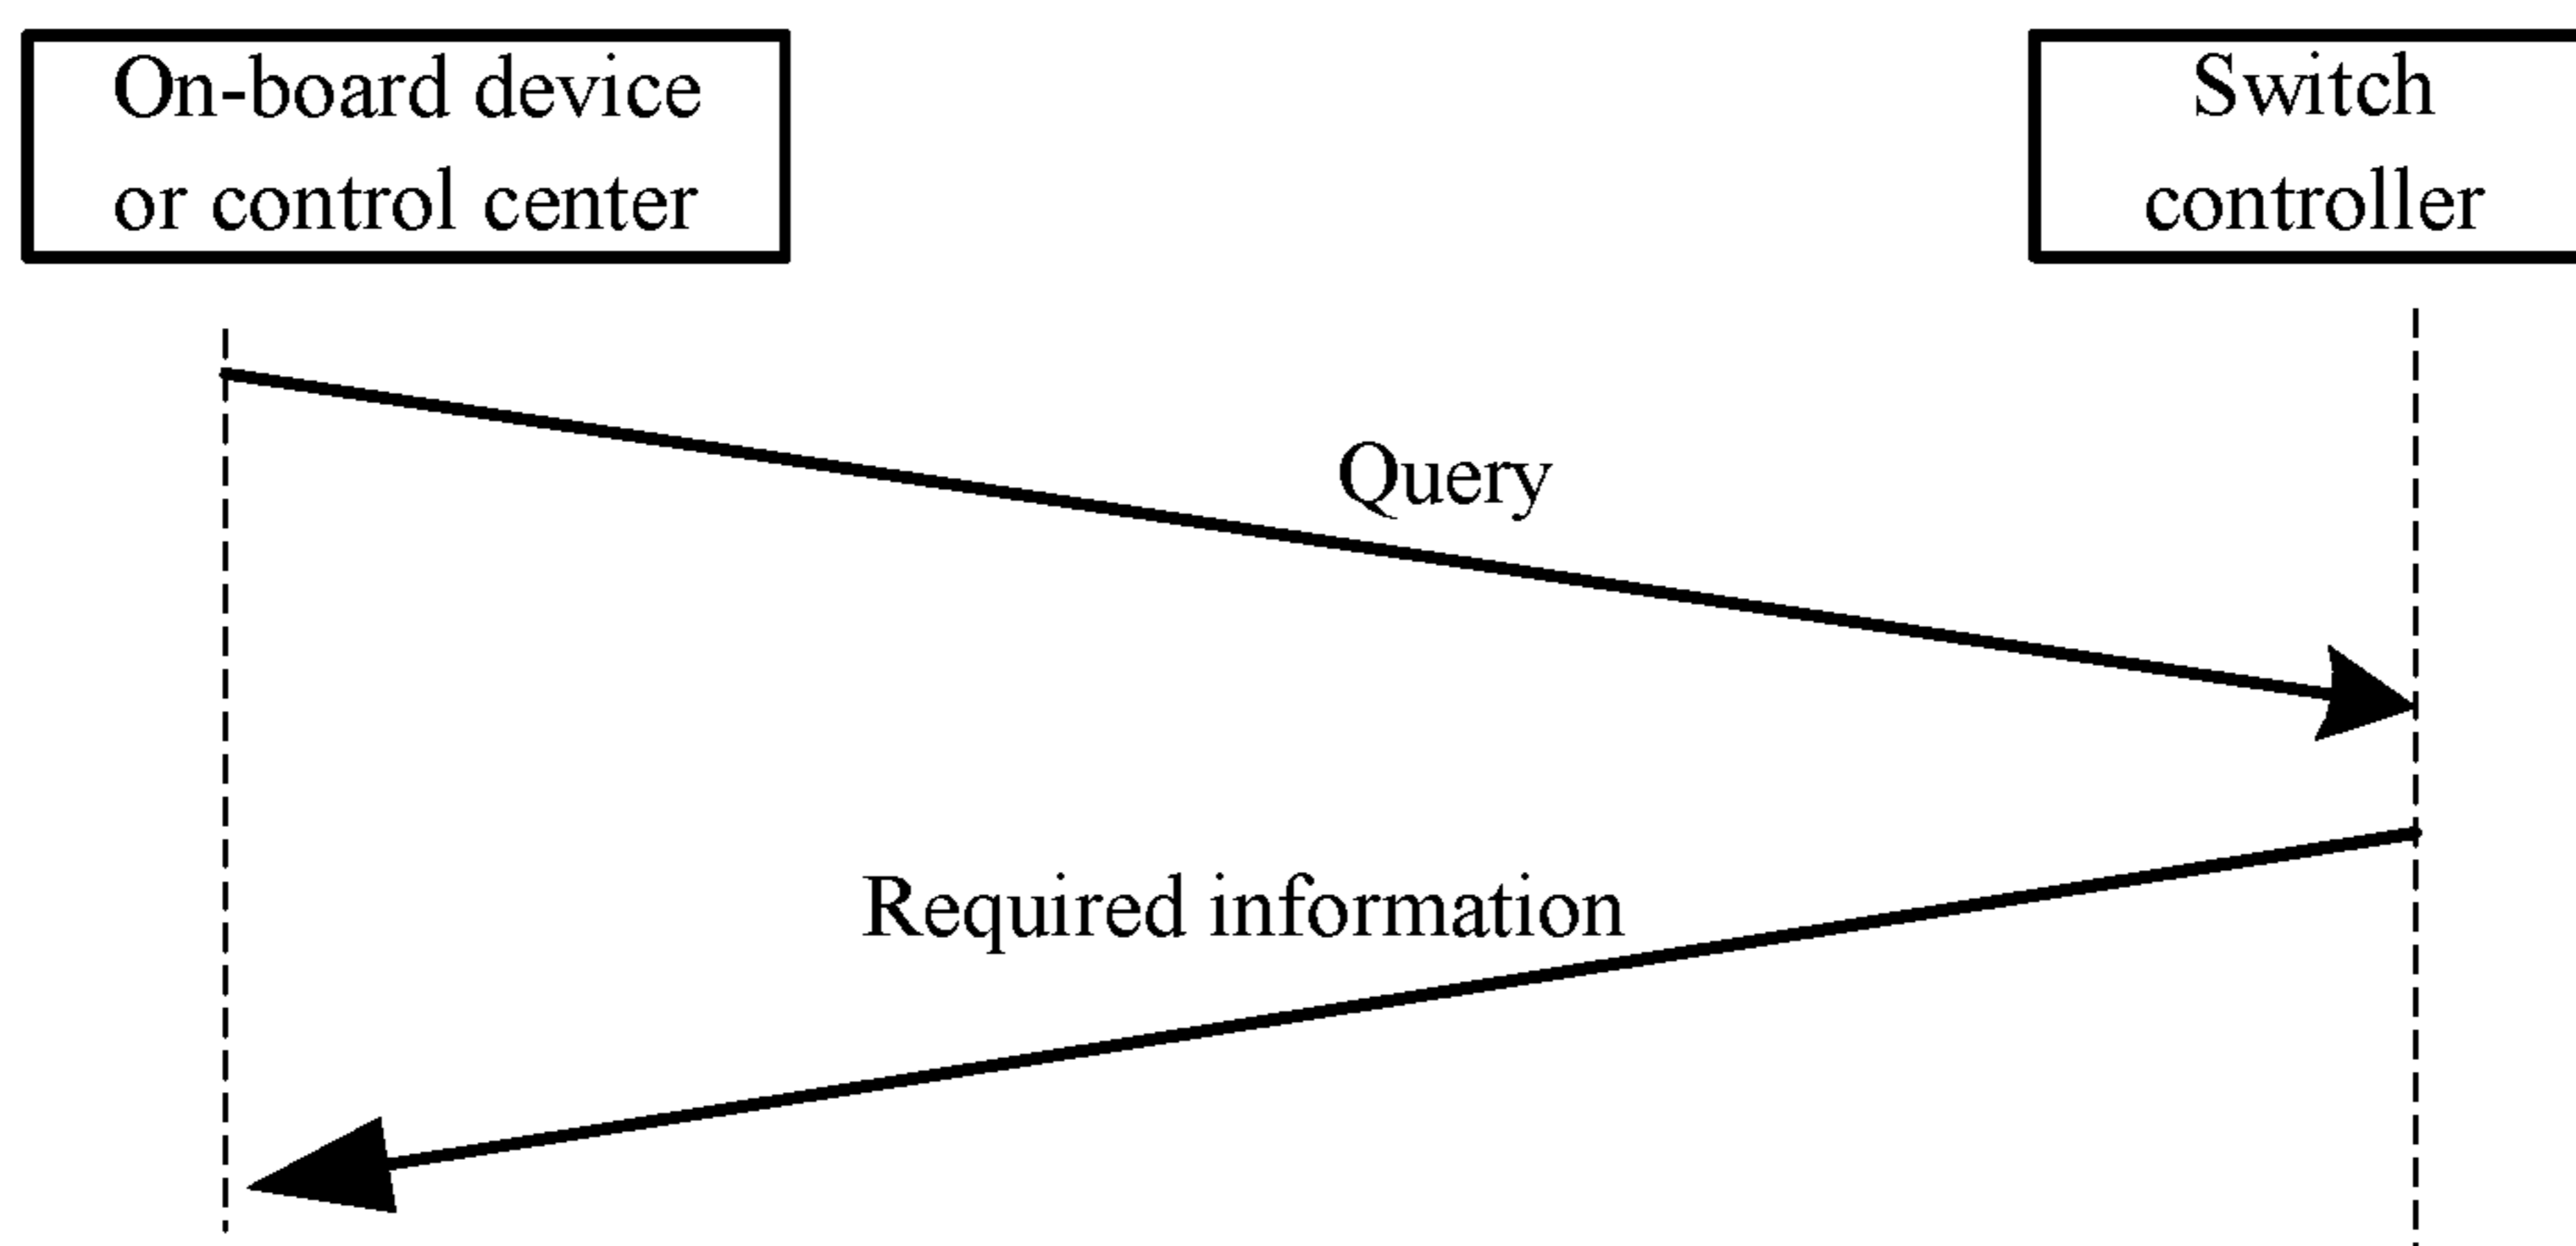 On-board device
or control center
Switch
controller
Query
Required information